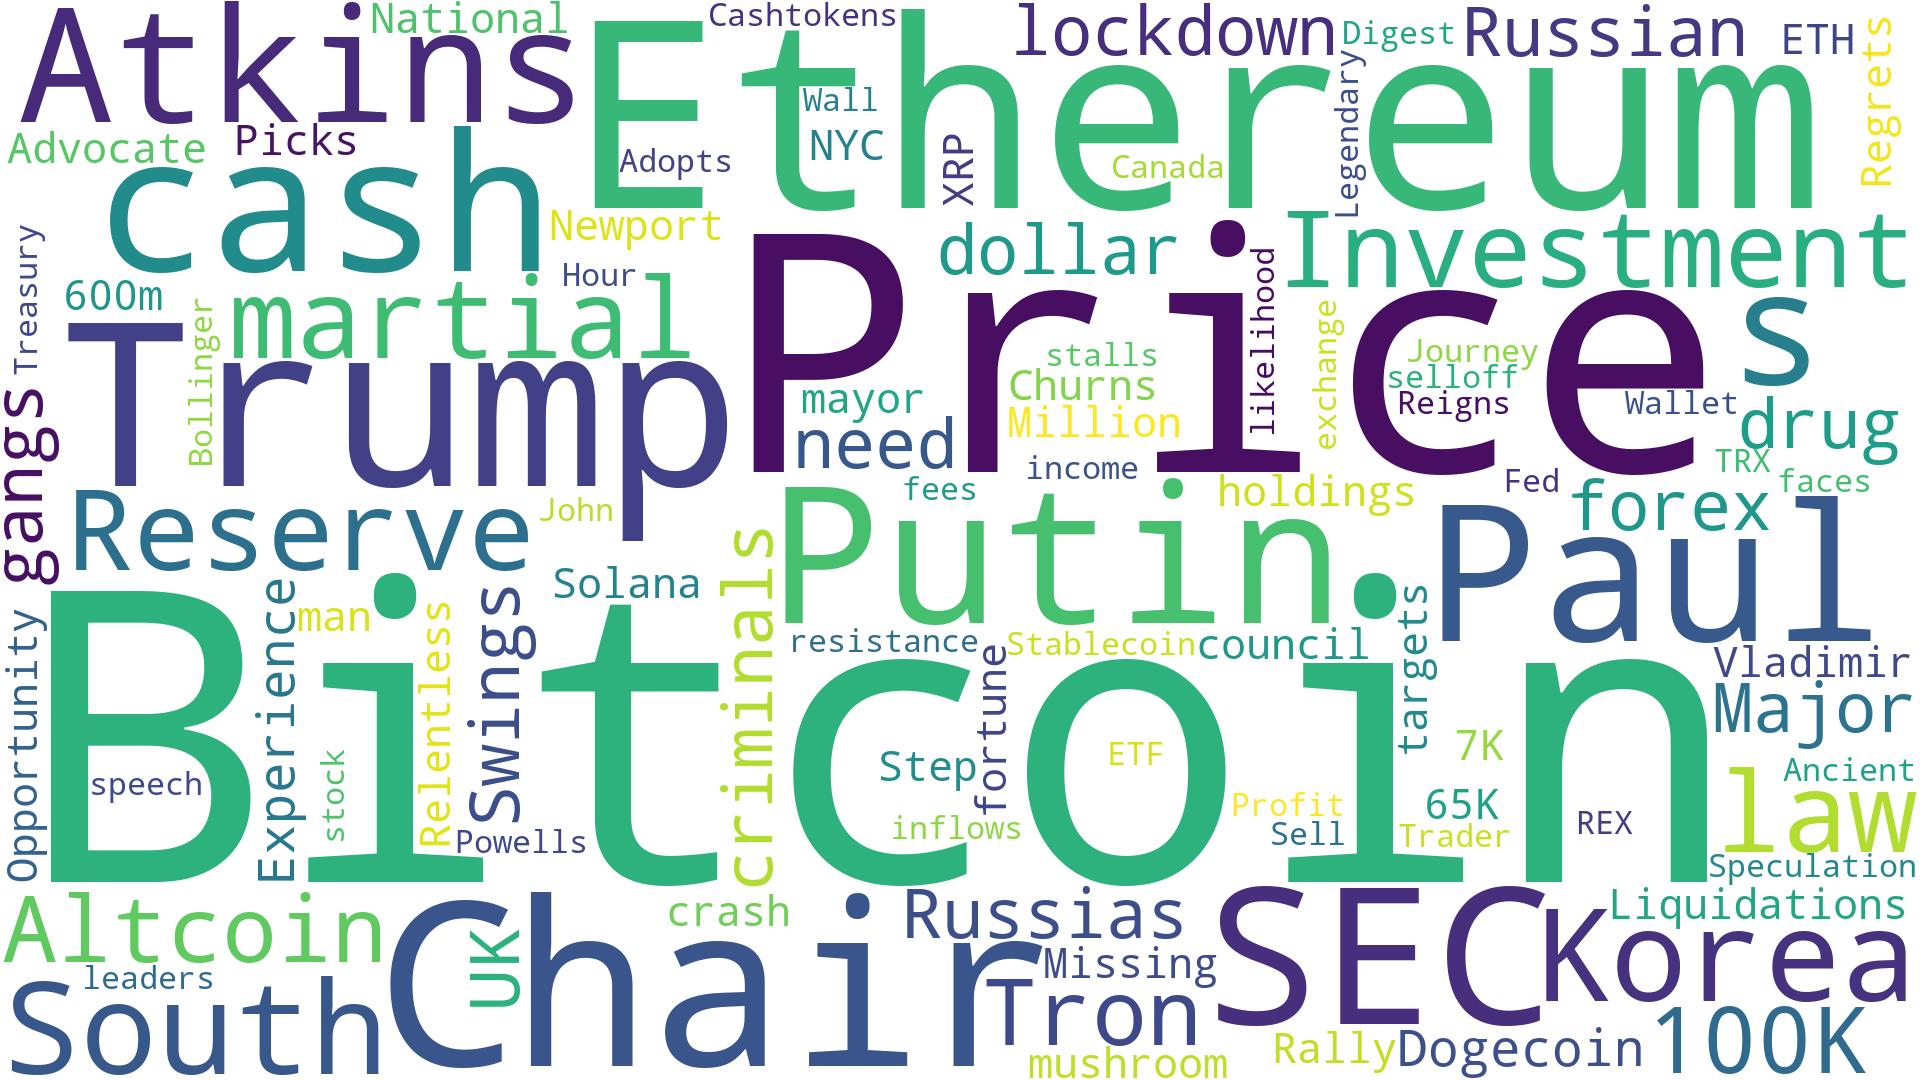 Atkins
National
Cashtokens
Ethereum
lockdown
Digest
Russian
ETH
Regrets
Advocate
Picks
cash
Adopts
Wall
NYC
XRP
Canada
Legendary
Newport
Treasury
600m
Hour
martial
Bollinger
dollar
Investment
Price
likelihood
exchange
s
Trump
gangs
mayor
need
stalls
Churns
Million
income
Journey
selloff
Reigns
Wallet
drug
TRX
faces
Reserve
John
fees
Putin
holdings
Fed
forex
Paul
Opportunity
Experience
man
Relentless
Swings
Solana
criminals
resistance
Stablecoin
council
targets
Vladimir
Major
Bitcoin
speech
stock
Powells
Step
fortune
inflows
ETF
Profit
Sell
7K
65K
Trader
REX
Ancient
law
Speculation
Altcoin
leaders
South
UK
Chair
crash
Russias
Missing
Tron
mushroom
SEC
Korea
Liquidations
Rally
Dogecoin
100K